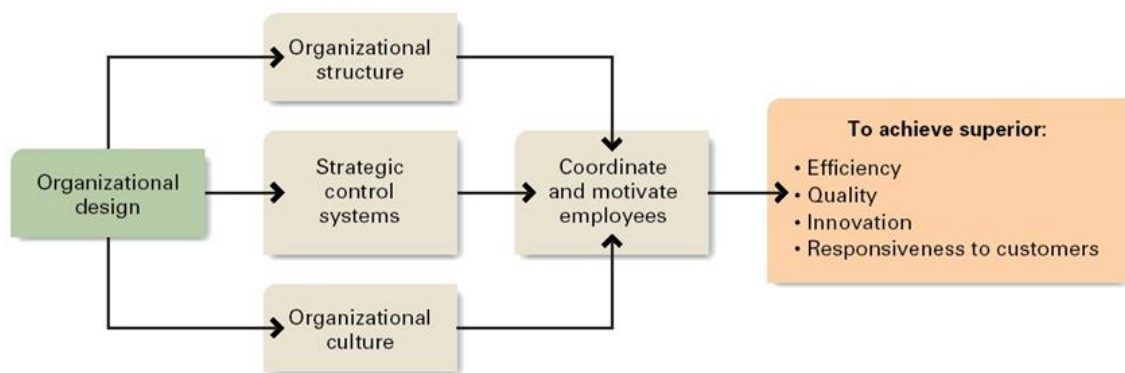 Organizational
design
Organizational
structure
Strategic
control
systems
Organizational
culture
Coordinate
and motivate
employees
To achieve superior:
• Efficiency
• Quality
• Innovation
• Responsiveness to customers